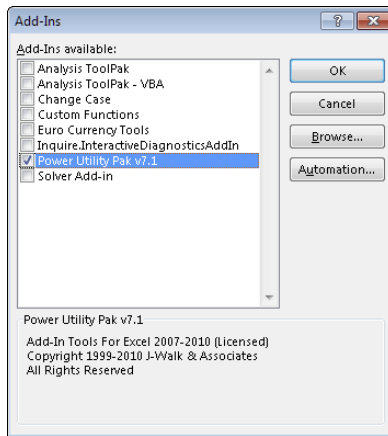 Add-Ins
Add-Ins available:
Analysis ToolPak
Analysis ToolPak - VBA
Change Case
Custom Functions
Euro Currency Tools
Inquire.InteractiveDiagnosticsAddIn
Power Utility Pak v7.1
Solver Add-in
OK
Cancel
Browse...
Automation...
Power Utility Pak v7.1
Add-In Tools For Excel 2007-2010 (Licensed)
Copyright 1999-2010 J-Walk & Associates
All Rights Reserved